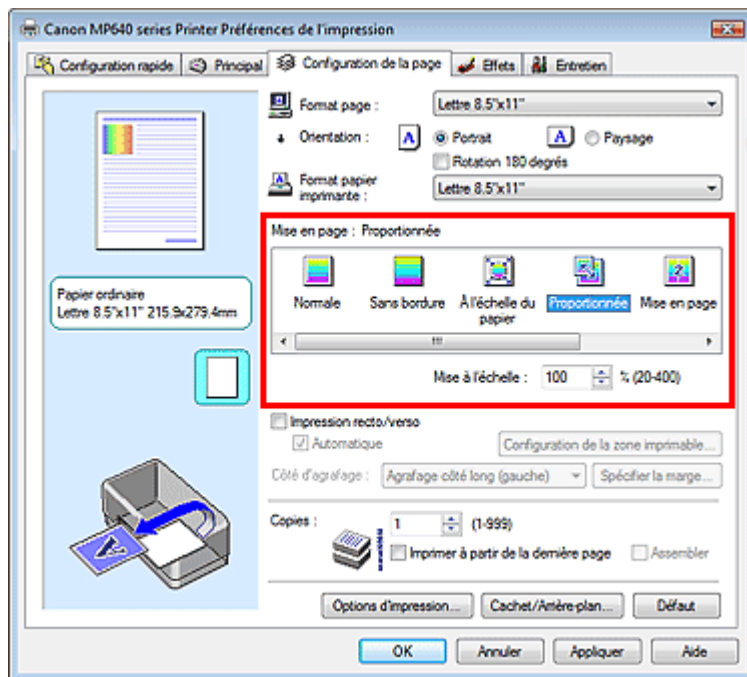 Canon MP640 series Printer Préférences de l'impression
Configuration rapide Principal Configuration de la page Effets Entretien
Format page : Lettre 8.5"x11"
Orientation : A Portrait A Paysage
Rotation 180 degrés
Format papier imprimante : Lettre 8.5"x11"
Mise en page : Proportionnée
Normale Sans bordure À l'échelle du papier Proportionnée Mise en page
Mise à l'échelle : 100 % (20-400)
Papier ordinaire
Lettre 8.5"x11" 215.9x279.4mm
Impression recto/verso
Automatique Configuration de la zone imprimable...
Côté d'agrafage : Agrafage côté long (gauche) Spécifier la marge...
Copies : 1 (1-999)
Imprimer à partir de la dernière page Assembler
Options d'impression... Cachet/Arrière-plan... Défaut
OK Annuler Appliquer Aide